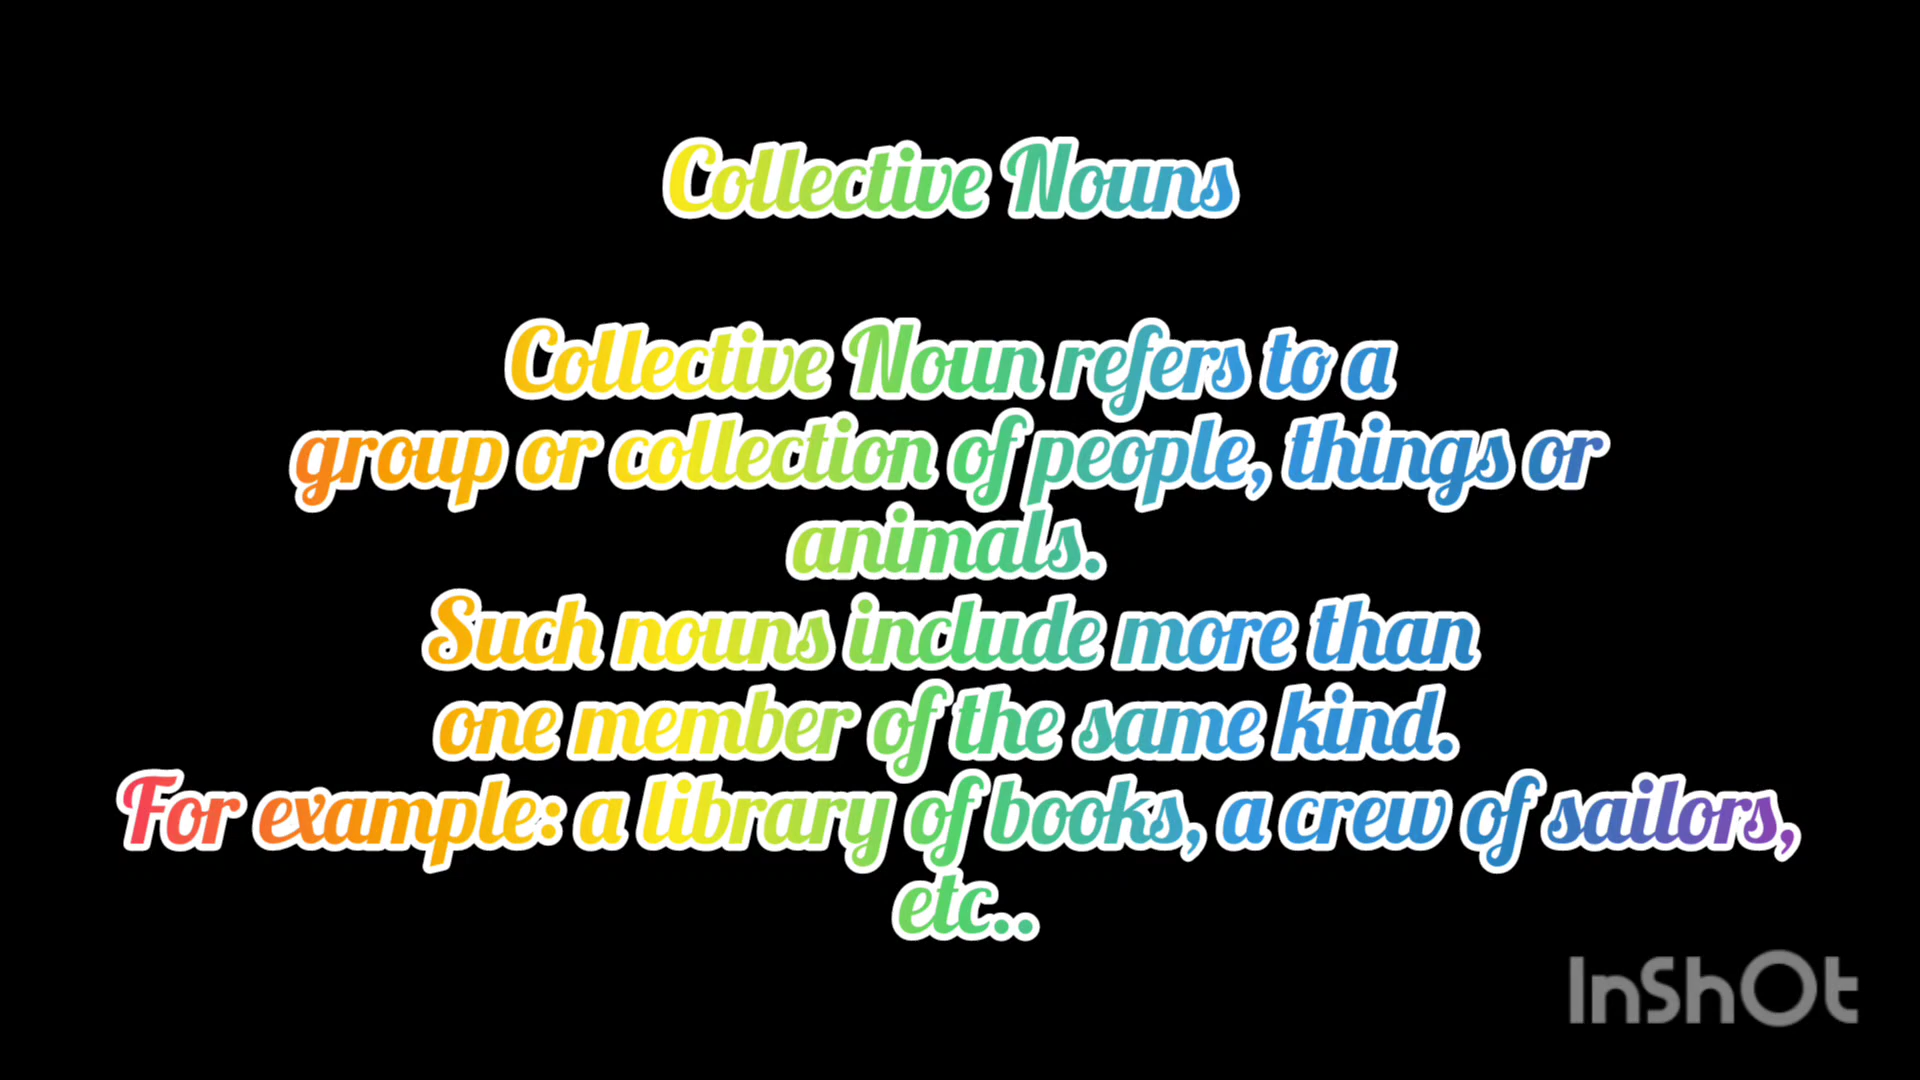 Collective Nouns
Collective Noun refers to a
group or collection of people, things or
animals.
Such nouns include more than
one member of the same kind.
For example: a library of books, a crew of sailors,
etc..
InShOt